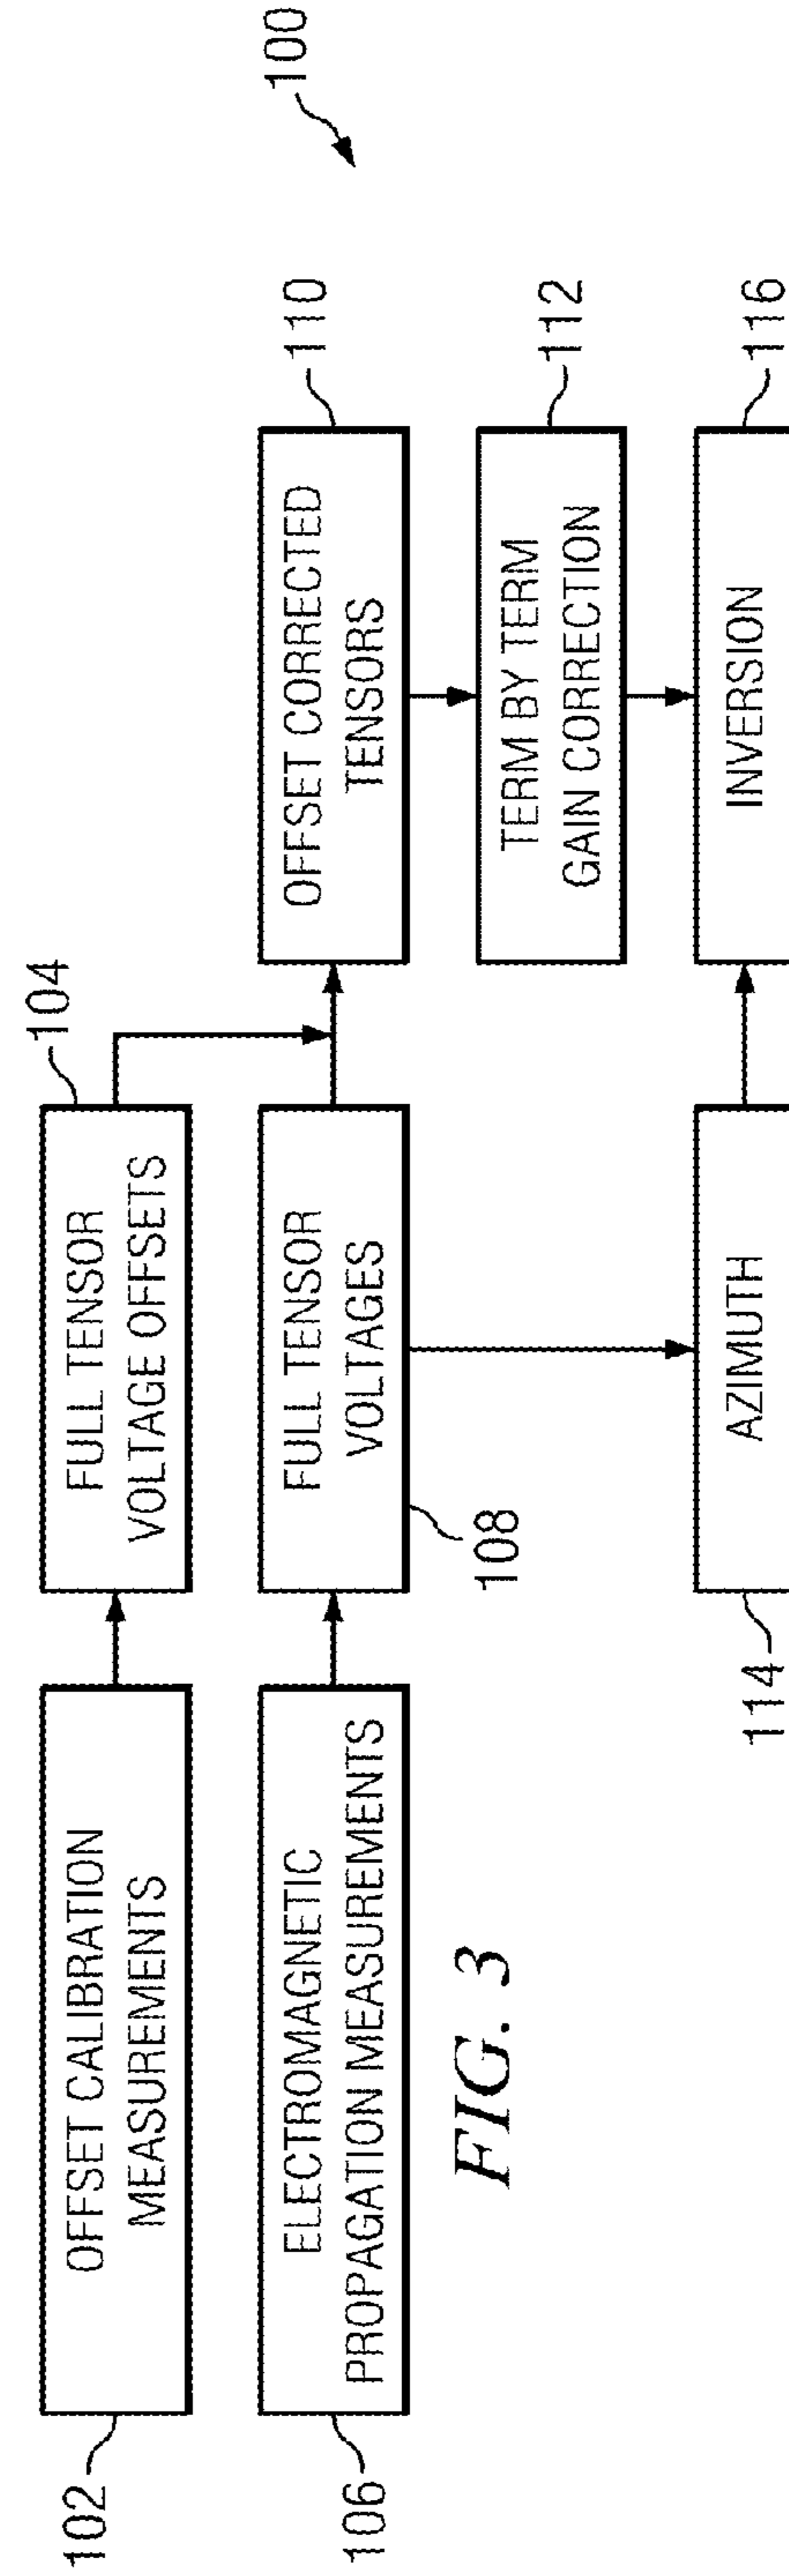 100
102
OFFSET CALIBRATION
MEASUREMENTS
104
FULL TENSOR
VOLTAGE OFFSETS
106
ELECTROMAGNETIC
PROPAGATION MEASUREMENTS
108
FULL TENSOR
VOLTAGES
110
OFFSET CORRECTED
TENSORS
112
TERM BY TERM
GAIN CORRECTION
114
AZIMUTH
116
INVERSION
FIG. 3